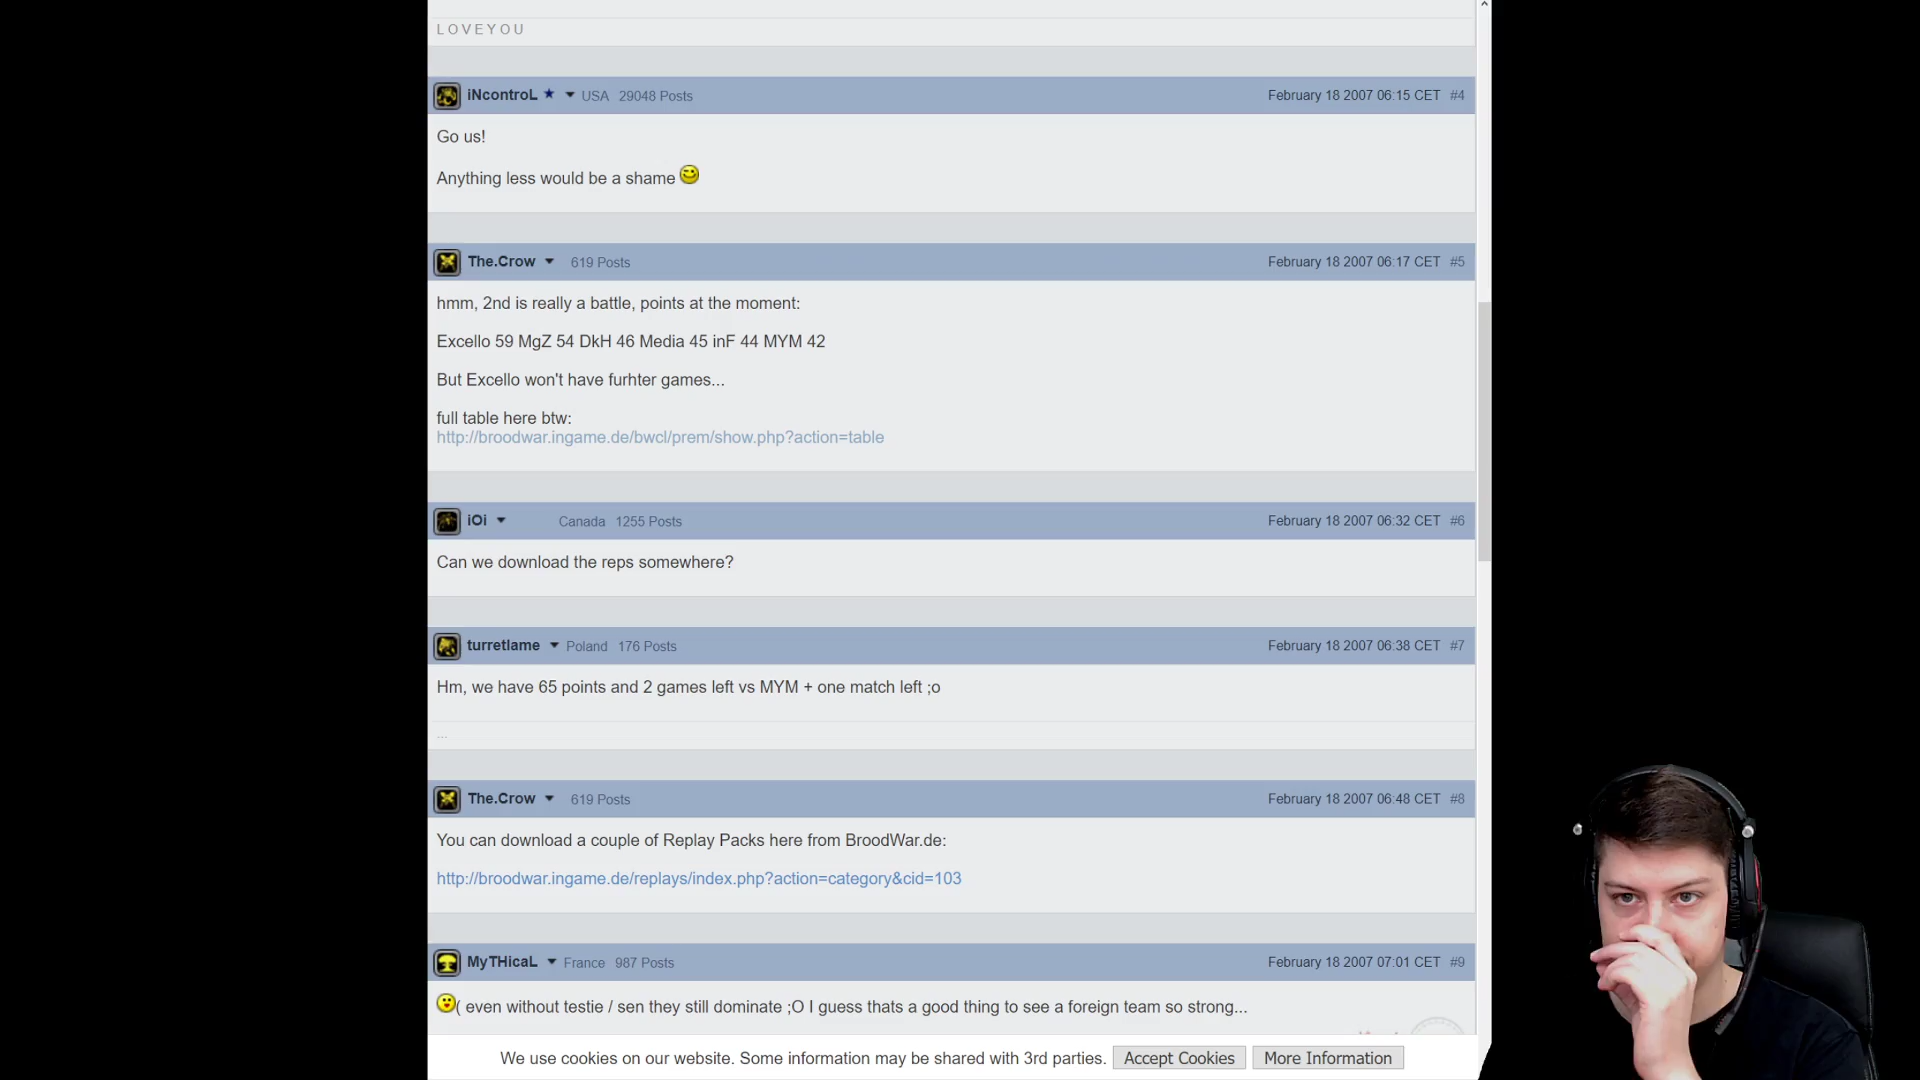 LOVEYOU
iNcontroL USA 29048 Posts February 18 2007 06:15 CET #4
Go us!
Anything less would be a shame
The.Crow 619 Posts February 18 2007 06:17 CET #5
hmm, 2nd is really a battle, points at the moment:
Excello 59 MgZ 54 DkH 46 Media 45 inF 44 MYM 42
But Excello won't have furhter games...
full table here btw:
http://broodwar.ingame.de/bwcl/prem/show.php?action=table
iOi Canada 1255 Posts February 18 2007 06:32 CET #6
Can we download the reps somewhere?
turretlame Poland 176 Posts February 18 2007 06:38 CET #7
Hm, we have 65 points and 2 games left vs MYM + one match left ;o
...
The.Crow 619 Posts February 18 2007 06:48 CET #8
You can download a couple of Replay Packs here from BroodWar.de:
http://broodwar.ingame.de/replays/index.php?action=category&cid=103
MyTHicaL France 987 Posts February 18 2007 07:01 CET #9
( even without testie / sen they still dominate ;O I guess thats a good thing to see a foreign team so strong...
We use cookies on our website. Some information may be shared with 3rd parties. Accept Cookies More Information